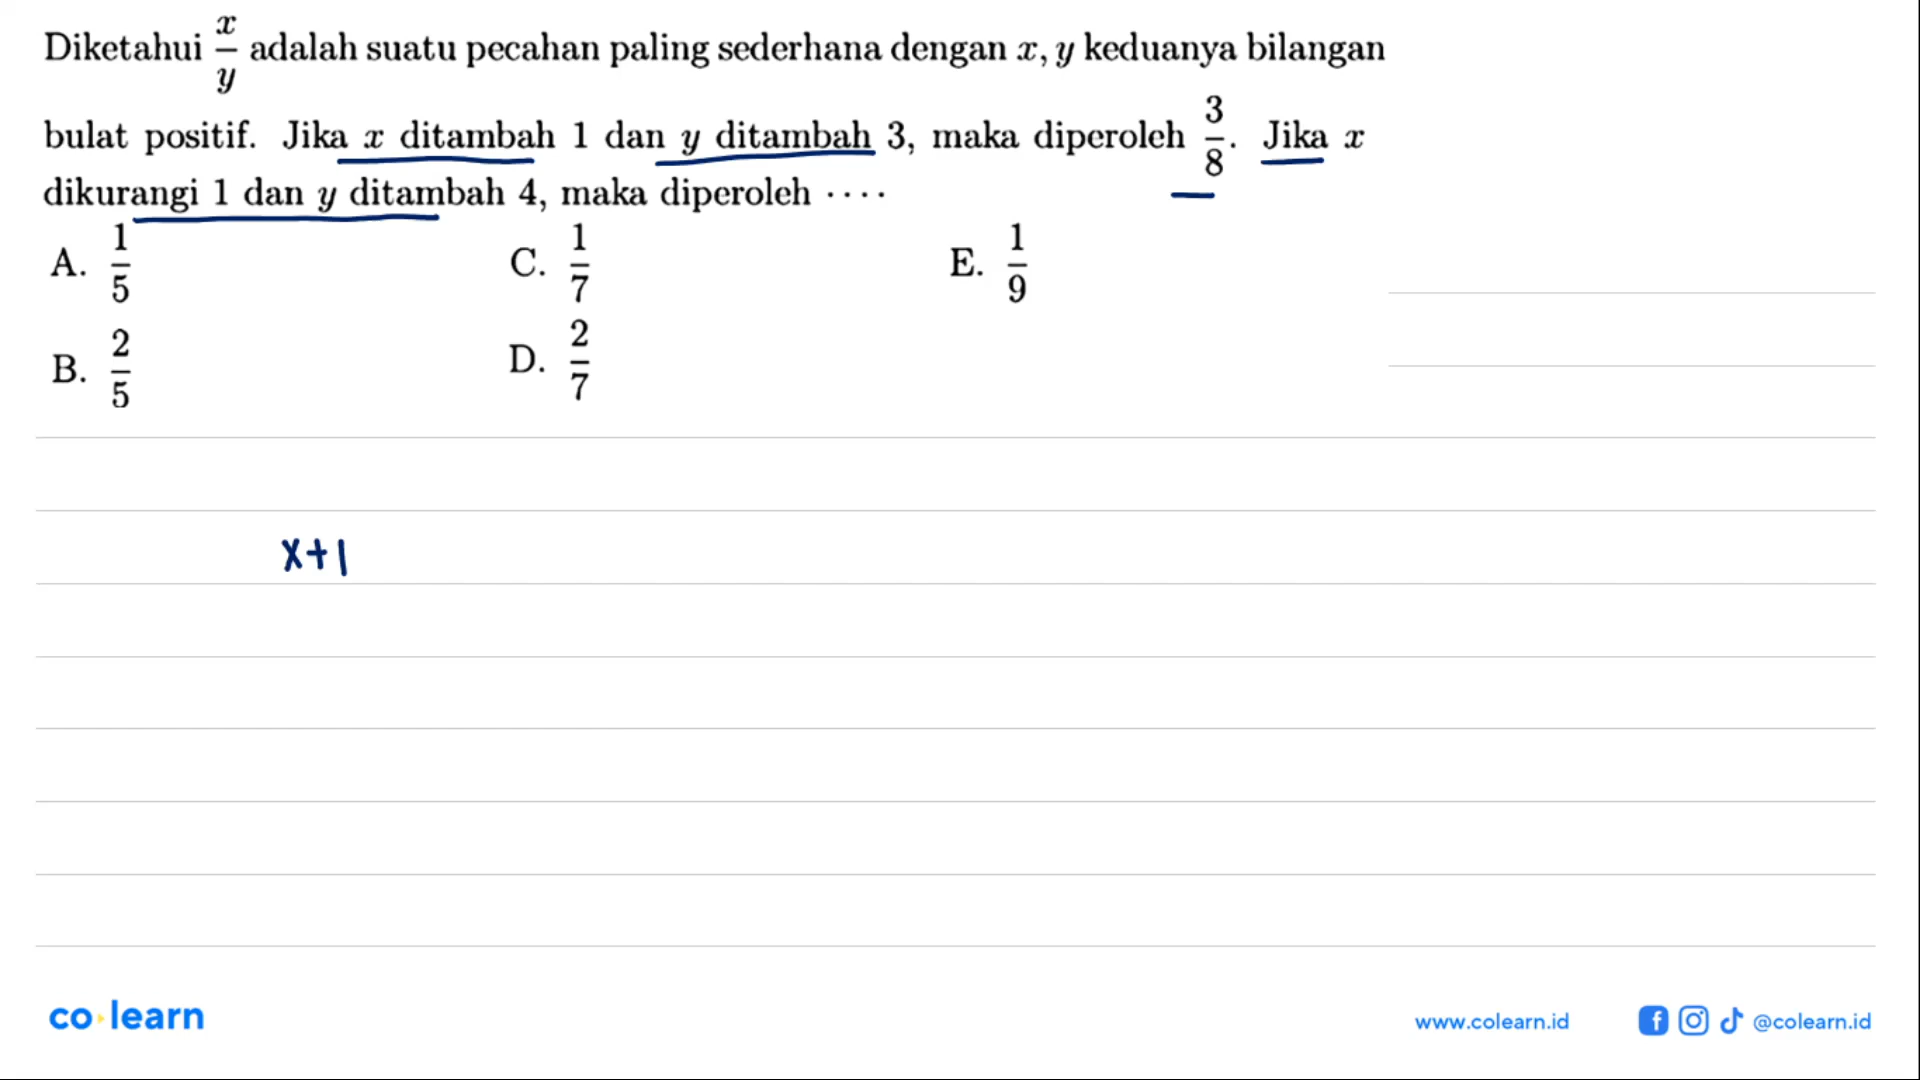 Diketahui x/y adalah suatu pecahan paling sederhana dengan x, y keduanya bilangan
bulat positif. Jika x ditambah 1 dan y ditambah 3, maka diperoleh 3/8. Jika x
dikurangi 1 dan y ditambah 4, maka diperoleh ....
A. 1/5 C. 1/7 E. 1/9
B. 2/5 D. 2/7
x+1
co learn www.colearn.id @colearn.id